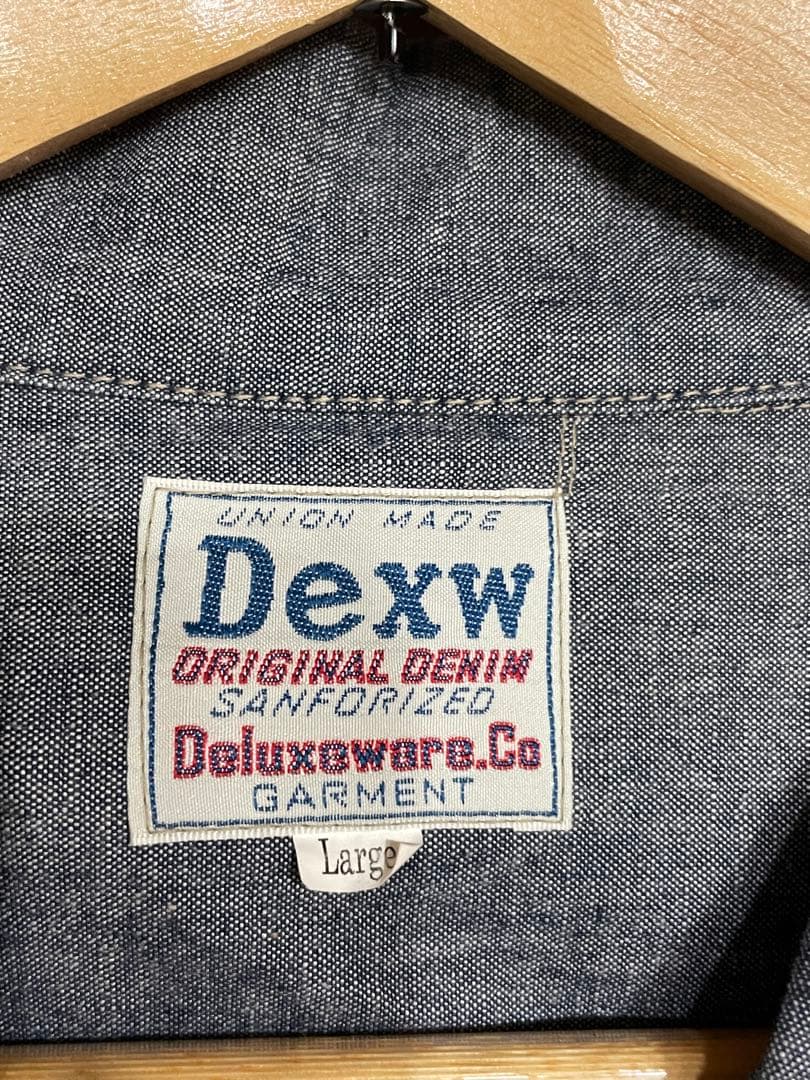 UNION MADE
Dexw
ORIGINAL DENIM
SANFORIZED
Deluxeware.Co
GARMENT
Large